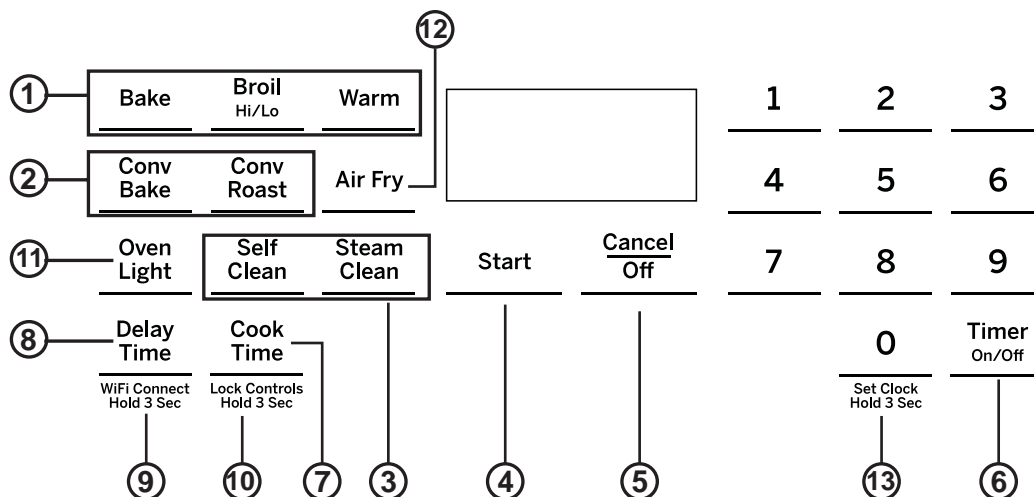 12
1
Bake
Broil
Hi/Lo
Warm
1
2
3
2
Conv
Bake
Conv
Roast
Air Fry
4
5
6
11
Oven
Light
Self
Clean
Steam
Clean
Start
Cancel
Off
7
8
9
8
Delay
Time
Cook
Time
0
Timer
On/Off
WiFi Connect
Hold 3 Sec
Lock Controls
Hold 3 Sec
Set Clock
Hold 3 Sec
9
10
7
3
4
5
13
6